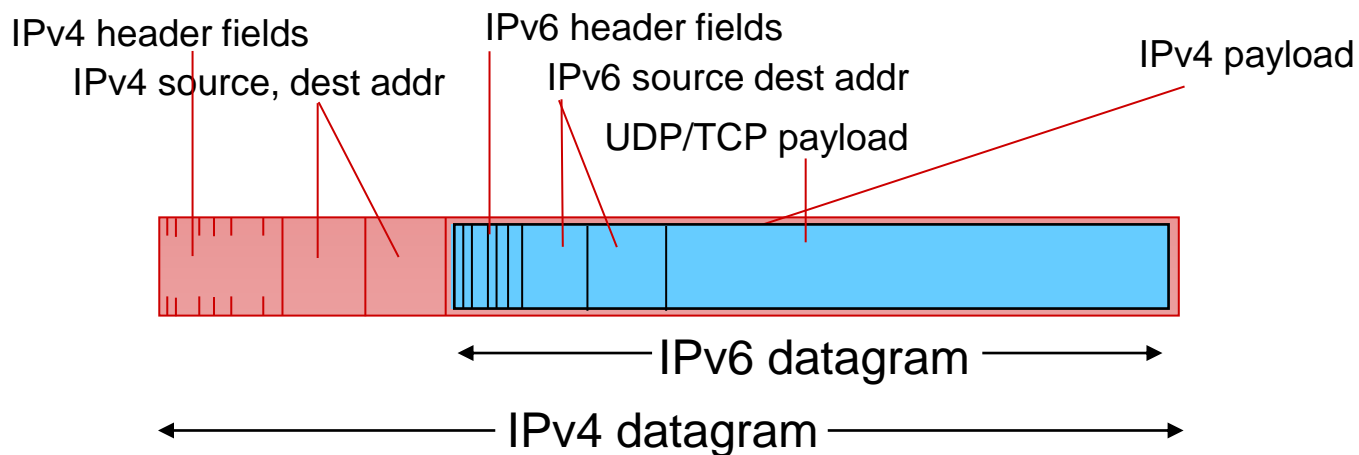 IPv4 header fields
IPv6 header fields
IPv4 payload
IPv4 source, dest addr
IPv6 source dest addr
UDP/TCP payload
IPv6 datagram
IPv4 datagram